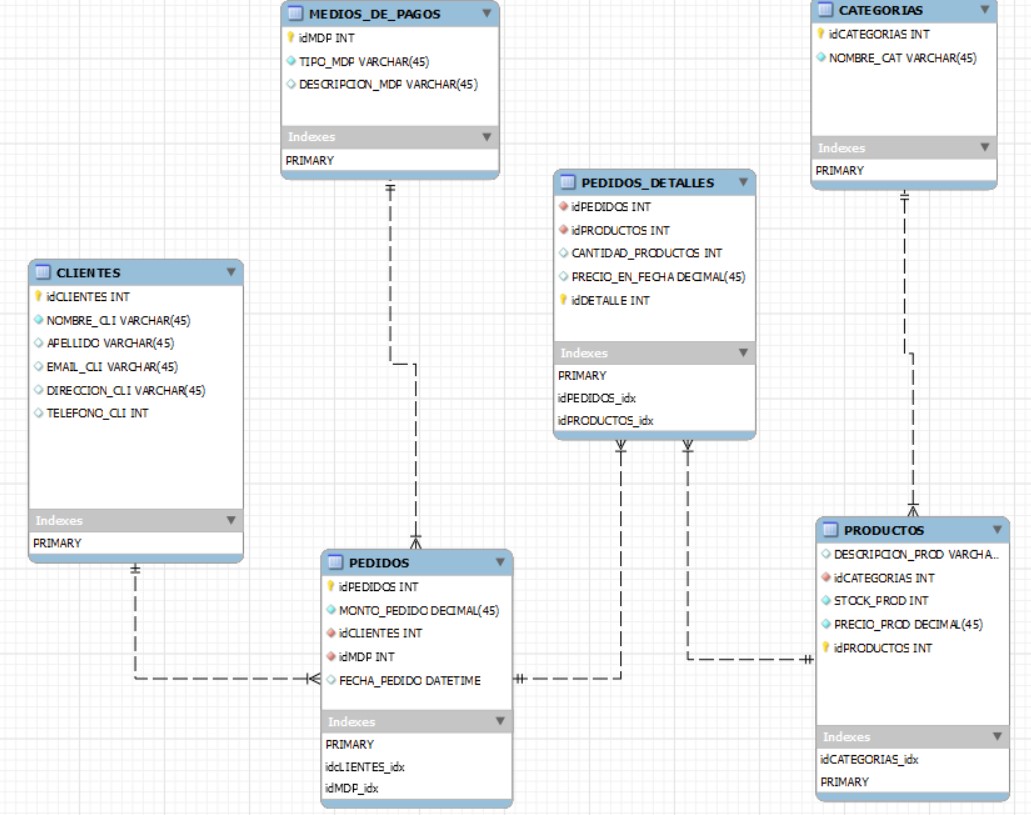 MEDIOS_DE_PAGOS
idMDP INT
TIPO_MDP VARCHAR(45)
DESCRIPCION_MDP VARCHAR(45)
Indexes
PRIMARY
CATEGORIAS
idCATEGORIAS INT
NOMBRE_CAT VARCHAR(45)
Indexes
PRIMARY
PEDIDOS_DETALLES
idPEDIDOS INT
idPRODUCTOS INT
CANTIDAD_PRODUCTOS INT
PRECIO_EN_FECHA DECIMAL(45)
idDETALLE INT
Indexes
PRIMARY
idPEDIDOS_idx
idPRODUCTOS_idx
CLIENTES
idCLIENTES INT
NOMBRE_CLI VARCHAR(45)
APELLIDO VARCHAR(45)
EMAIL_CLI VARCHAR(45)
DIRECCION_CLI VARCHAR(45)
TELEFONO_CLI INT
Indexes
PRIMARY
PEDIDOS
idPEDIDOS INT
MONTO_PEDIDO DECIMAL(45)
idCLIENTES INT
idMDP INT
FECHA_PEDIDO DATETIME
Indexes
PRIMARY
idcLIENTES_idx
idMDP_idx
PRODUCTOS
DESCRIPCION_PROD VARCHA...
idCATEGORIAS INT
STOCK_PROD INT
PRECIO_PROD DECIMAL(45)
idPRODUCTOS INT
Indexes
idCATEGORIAS_idx
PRIMARY